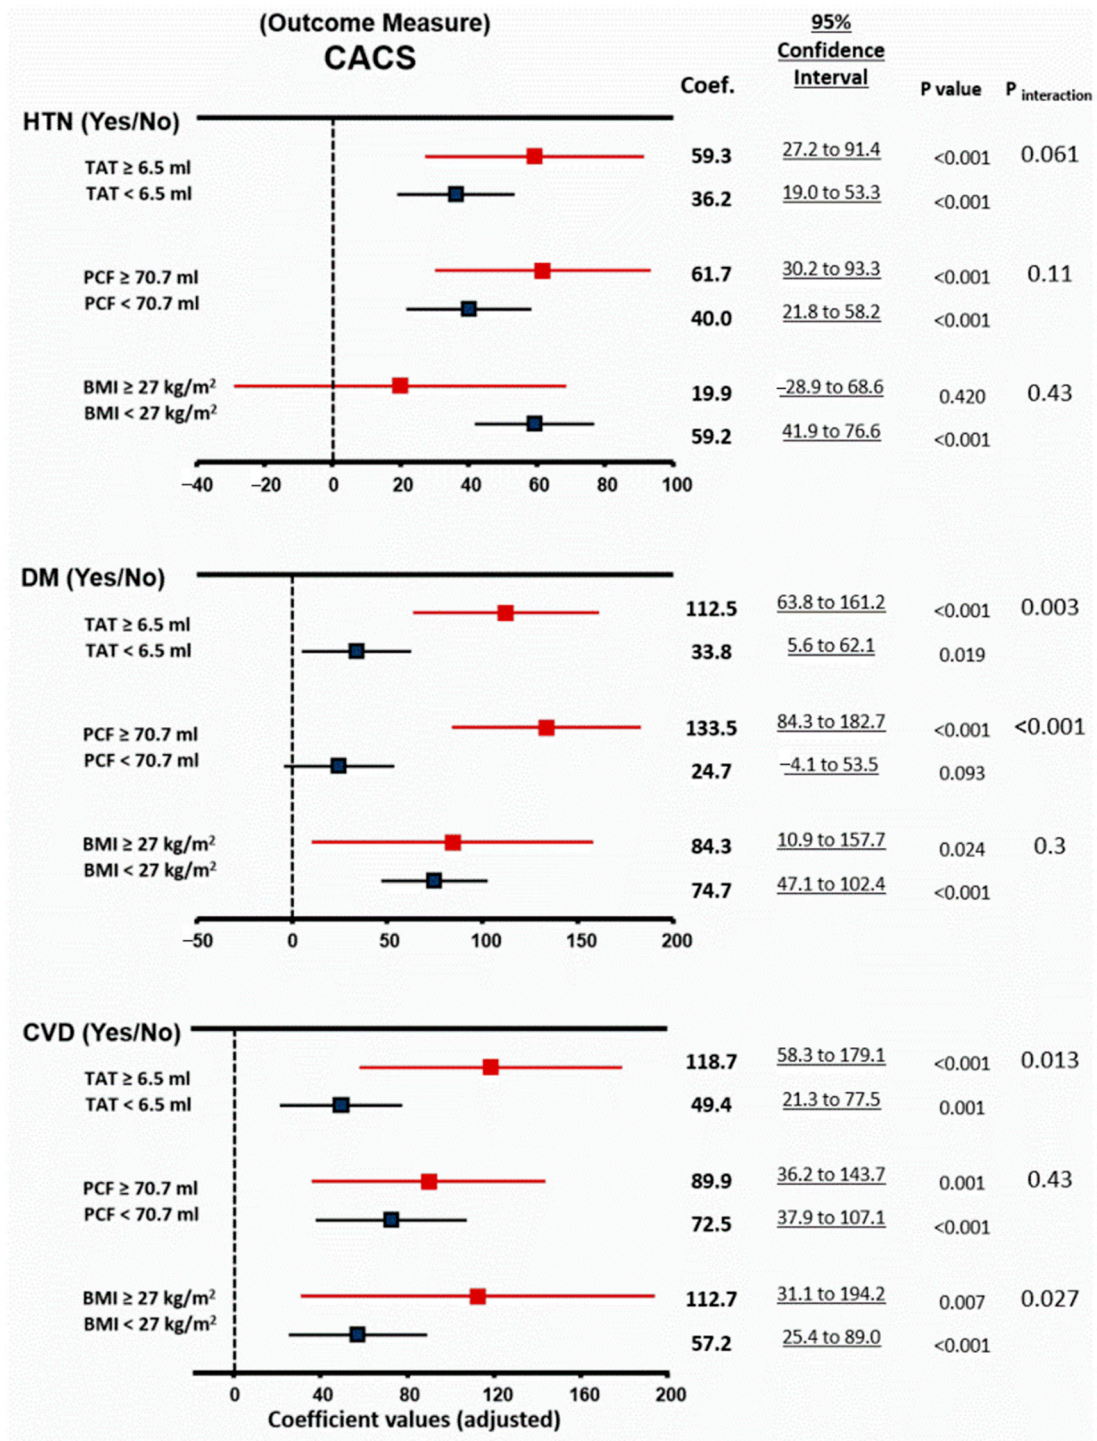 (Outcome Measure)
CACS
95%
Confidence
Interval
Coef.
P value
P interaction
HTN (Yes/No)
TAT ≥ 6.5 ml 59.3 27.2 to 91.4 <0.001 0.061
TAT < 6.5 ml 36.2 19.0 to 53.3 <0.001
PCF ≥ 70.7 ml 61.7 30.2 to 93.3 <0.001 0.11
PCF < 70.7 ml 40.0 21.8 to 58.2 <0.001
BMI ≥ 27 kg/m² 19.9 −28.9 to 68.6 0.420 0.43
BMI < 27 kg/m² 59.2 41.9 to 76.6 <0.001
−40 −20 0 20 40 60 80 100
DM (Yes/No)
TAT ≥ 6.5 ml 112.5 63.8 to 161.2 <0.001 0.003
TAT < 6.5 ml 33.8 5.6 to 62.1 0.019
PCF ≥ 70.7 ml 133.5 84.3 to 182.7 <0.001 <0.001
PCF < 70.7 ml 24.7 −4.1 to 53.5 0.093
BMI ≥ 27 kg/m² 84.3 10.9 to 157.7 0.024 0.3
BMI < 27 kg/m² 74.7 47.1 to 102.4 <0.001
−50 0 50 100 150 200
CVD (Yes/No)
TAT ≥ 6.5 ml 118.7 58.3 to 179.1 <0.001 0.013
TAT < 6.5 ml 49.4 21.3 to 77.5 0.001
PCF ≥ 70.7 ml 89.9 36.2 to 143.7 0.001 0.43
PCF < 70.7 ml 72.5 37.9 to 107.1 <0.001
BMI ≥ 27 kg/m² 112.7 31.1 to 194.2 0.007 0.027
BMI < 27 kg/m² 57.2 25.4 to 89.0 <0.001
0 40 80 120 160 200
Coefficient values (adjusted)